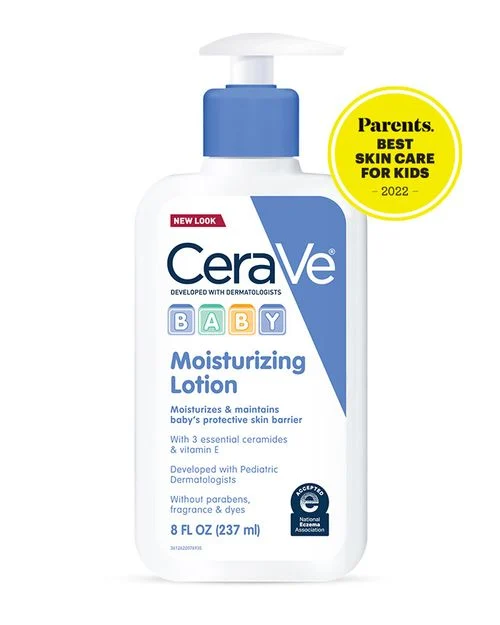 Parents.
BEST
SKIN CARE
FOR KIDS
- 2022 -
NEW LOOK
CeraVe®
DEVELOPED WITH DERMATOLOGISTS
BABY
Moisturizing
Lotion
Moisturizes & maintains
baby's protective skin barrier
With 3 essential ceramides
& vitamin E
Developed with Pediatric
Dermatologists
Without parabens,
fragrance & dyes
8 FL OZ (237 ml)
ACCEPTED
e
National
Eczema
Association